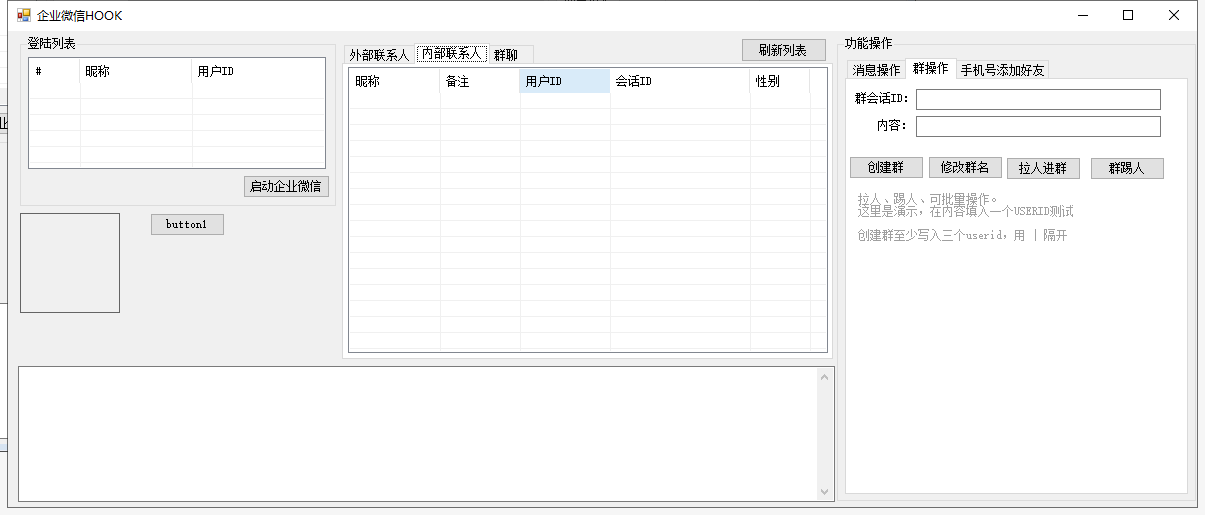 企业微信HOOK
登陆列表
# 昵称 用户ID
启动企业微信
button1
外部联系人 内部联系人 群聊
刷新列表
昵称 备注 用户ID 会话ID 性别
功能操作
消息操作 群操作 手机号添加好友
群会话ID:
内容:
创建群 修改群名 拉人进群 群踢人
拉人、踢人、可批量操作。
这里是演示，在内容填入一个USERID测试
创建群至少写入三个userid，用 | 隔开